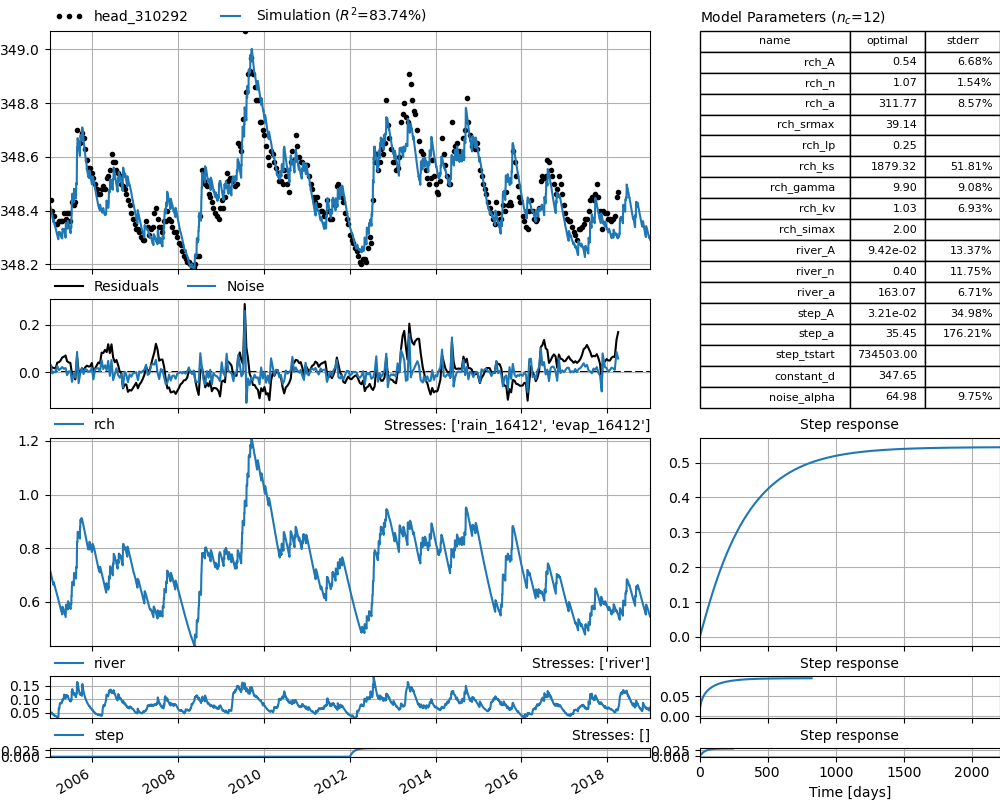 head_310292 Simulation (R²=83.74%)
349.0
348.8
348.6
348.4
348.2
Residuals Noise
0.2
0.0
rch Stresses: ['rain_16412', 'evap_16412']
1.2
1.0
0.8
0.6
river Stresses: ['river']
0.15
0.10
0.05
step Stresses: []
0.025
0.000
2006 2008 2010 2012 2014 2016 2018
Model Parameters (n_c=12)
name optimal stderr
rch_A 0.54 6.68%
rch_n 1.07 1.54%
rch_a 311.77 8.57%
rch_srmax 39.14
rch_lp 0.25
rch_ks 1879.32 51.81%
rch_gamma 9.90 9.08%
rch_kv 1.03 6.93%
rch_simax 2.00
river_A 9.42e-02 13.37%
river_n 0.40 11.75%
river_a 163.07 6.71%
step_A 3.21e-02 34.98%
step_a 35.45 176.21%
step_tstart 734503.00
constant_d 347.65
noise_alpha 64.98 9.75%
Step response
0.5
0.4
0.3
0.2
0.1
0.0
Step response
0.05
0.00
Step response
0.025
0.000
0 500 1000 1500 2000
Time [days]